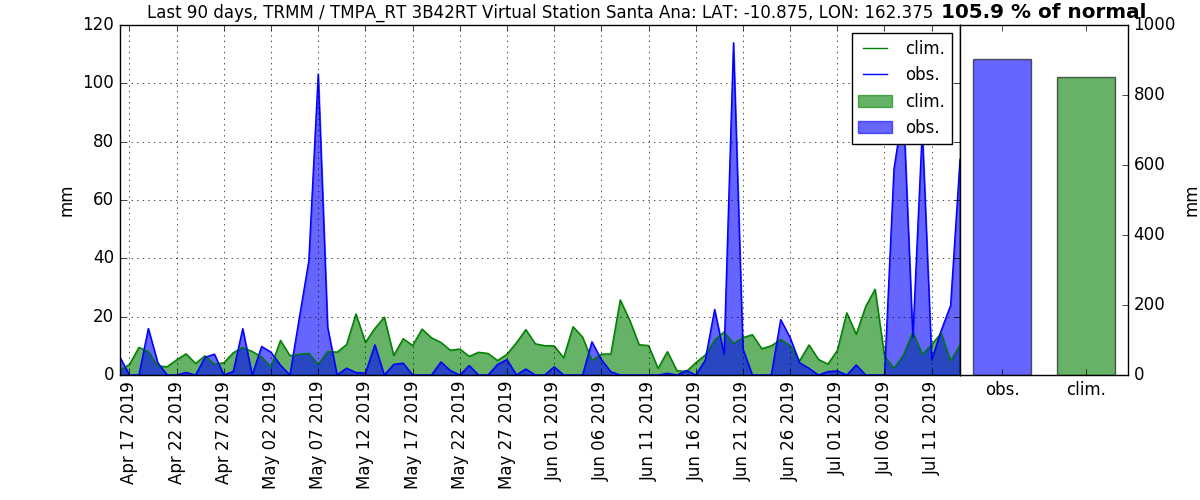 Last 90 days, TRMM / TMPA_RT 3B42RT Virtual Station Santa Ana: LAT: -10.875, LON: 162.375 105.9 % of normal
120
100
80
60
40
20
0
mm
clim.
obs.
clim.
obs.
1000
800
600
400
200
0
mm
obs. clim.
Apr 17 2019
Apr 22 2019
Apr 27 2019
May 02 2019
May 07 2019
May 12 2019
May 17 2019
May 22 2019
May 27 2019
Jun 01 2019
Jun 06 2019
Jun 11 2019
Jun 16 2019
Jun 21 2019
Jun 26 2019
Jul 01 2019
Jul 06 2019
Jul 11 2019